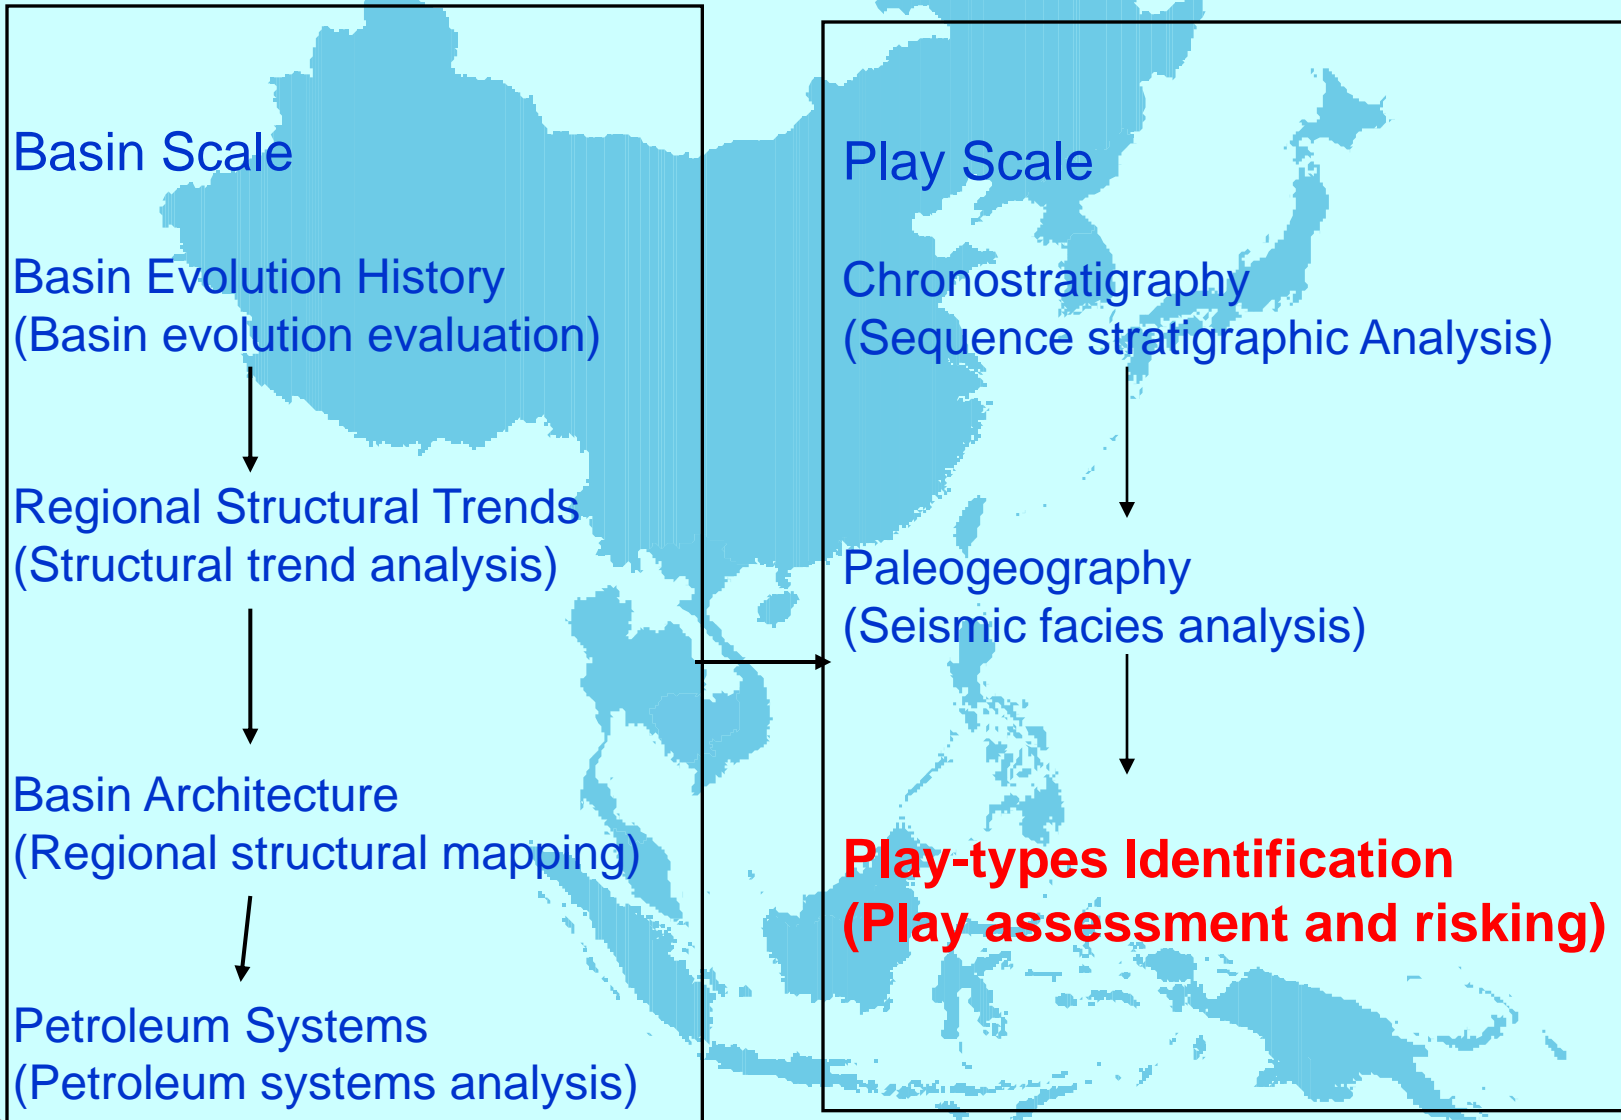 Basin Scale
Basin Evolution History
(Basin evolution evaluation)
Regional Structural Trends
(Structural trend analysis)
Basin Architecture
(Regional structural mapping)
Petroleum Systems
(Petroleum systems analysis)
Play Scale
Chronostratigraphy
(Sequence stratigraphic Analysis)
Paleogeography
(Seismic facies analysis)
Play-types Identification
(Play assessment and risking)